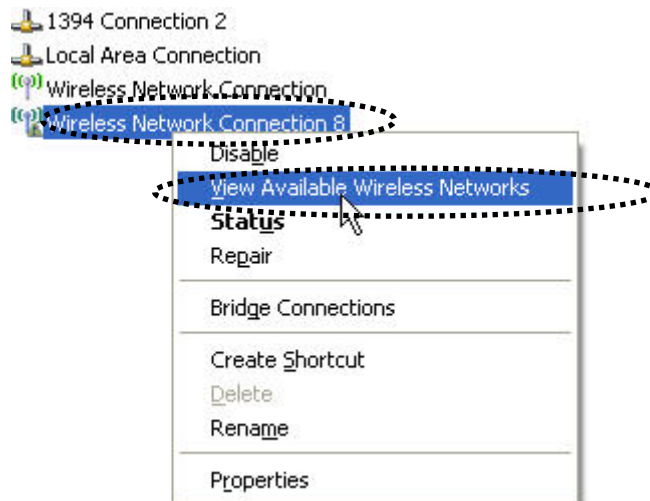 1394 Connection 2
Local Area Connection
Wireless Network Connection
Wireless Network Connection 8
Disable
View Available Wireless Networks
Status
Repair
Bridge Connections
Create Shortcut
Delete
Rename
Properties